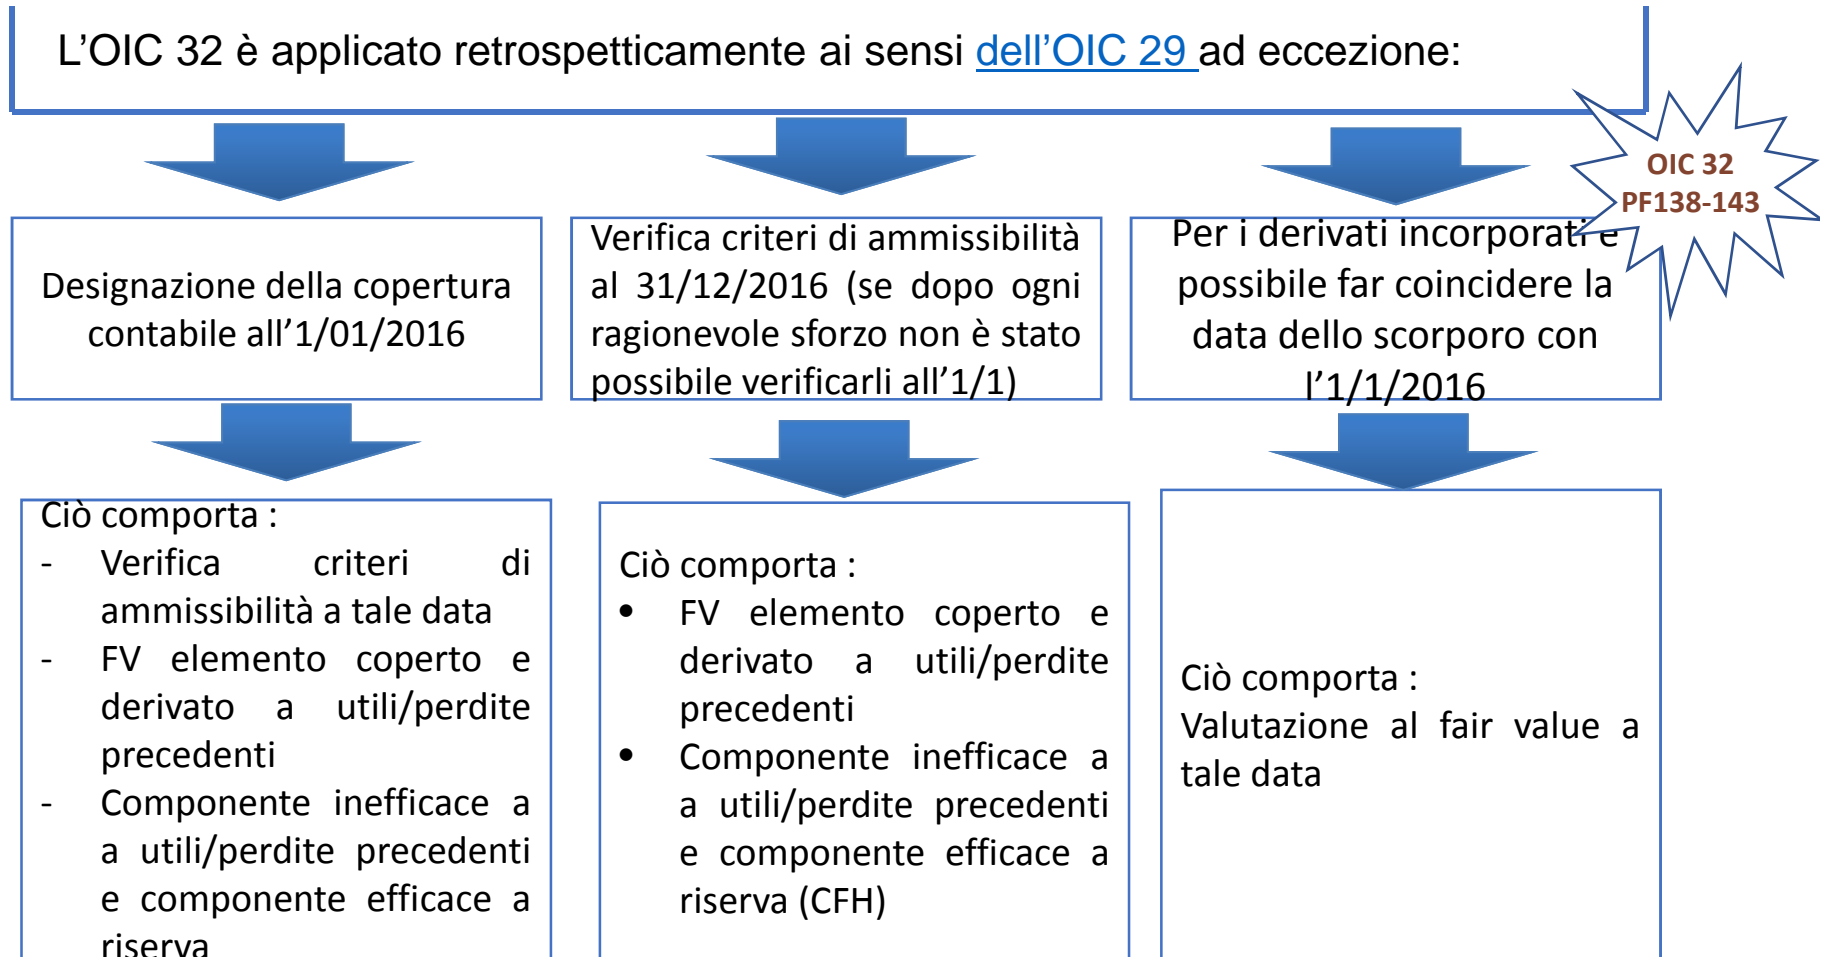 L'OIC 32 è applicato retrospetticamente ai sensi dell'OIC 29 ad eccezione:
OIC 32
PF138-143
Designazione della copertura
contabile all'1/01/2016
Verifica criteri di ammissibilità
al 31/12/2016 (se dopo ogni
ragionevole sforzo non è stato
possibile verificarli all'1/1)
Per i derivati incorporati è
possibile far coincidere la
data dello scorporo con
l'1/1/2016
Ciò comporta :
- Verifica criteri di
ammissibilità a tale data
- FV elemento coperto e
derivato a utili/perdite
precedenti
- Componente inefficace a
a utili/perdite precedenti
e componente efficace a
riserva
Ciò comporta :
• FV elemento coperto e
derivato a utili/perdite
precedenti
• Componente inefficace a
a utili/perdite precedenti
e componente efficace a
riserva (CFH)
Ciò comporta :
Valutazione al fair value a
tale data